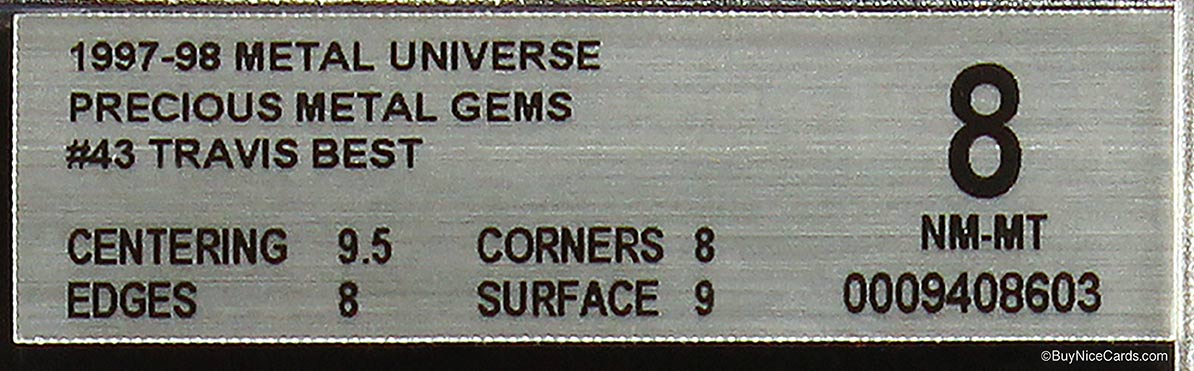 1997-98 METAL UNIVERSE
PRECIOUS METAL GEMS
#43 TRAVIS BEST
8
NM-MT
0009408603
CENTERING 9.5 CORNERS 8
EDGES 8 SURFACE 9
©BuyNiceCards.com